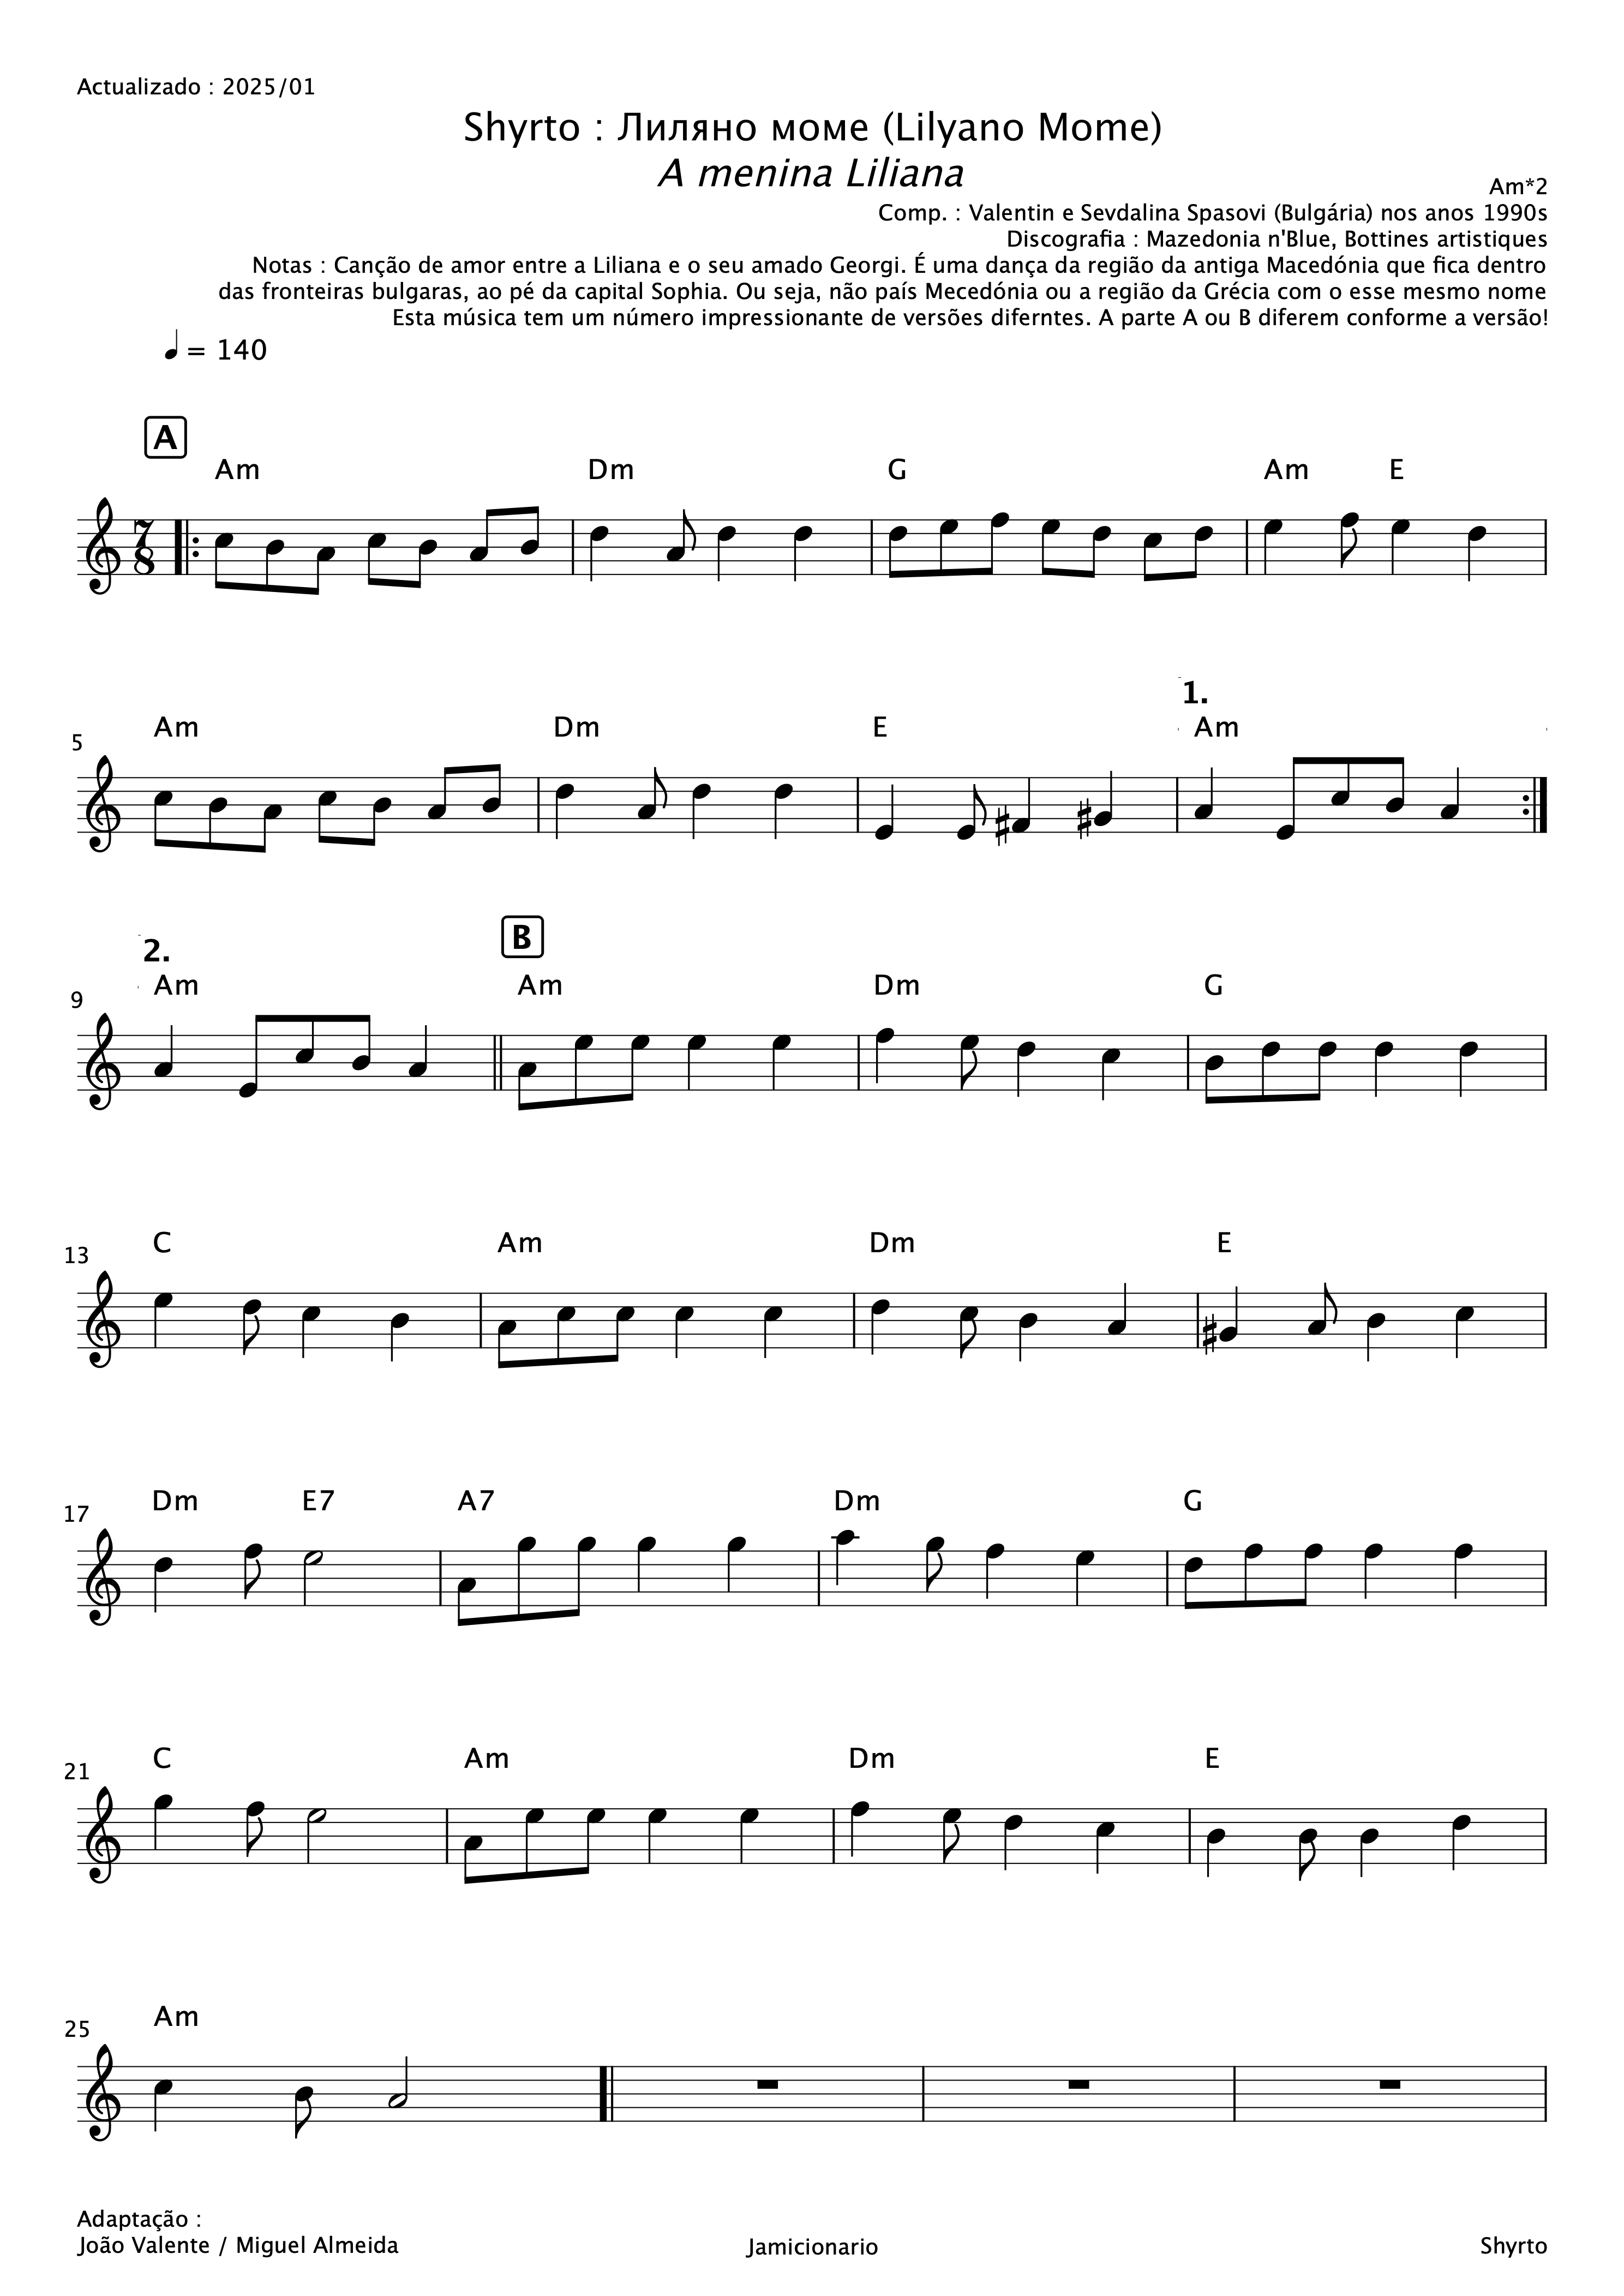 Actualizado : 2025/01
Shyrto : Лиляно моме (Lilyano Mome)
A menina Liliana
Am*2
Comp. : Valentin e Sevdalina Spasovi (Bulgária) nos anos 1990s
Discografia : Mazedonia n'Blue, Bottines artistiques
Notas : Canção de amor entre a Liliana e o seu amado Georgi. É uma dança da região da antiga Macedónia que fica dentro
das fronteiras bulgaras, ao pé da capital Sophia. Ou seja, não país Mecedónia ou a região da Grécia com o esse mesmo nome
Esta música tem um número impressionante de versões diferntes. A parte A ou B diferem conforme a versão!
= 140
A
Am Dm G Am E
7
8
1.
Am Dm E Am
5
2. B
Am Am Dm G
9
C Am Dm E
13
Dm E7 A7 Dm G
17
C Am Dm E
21
Am
25
Adaptação :
João Valente / Miguel Almeida Jamicionario Shyrto